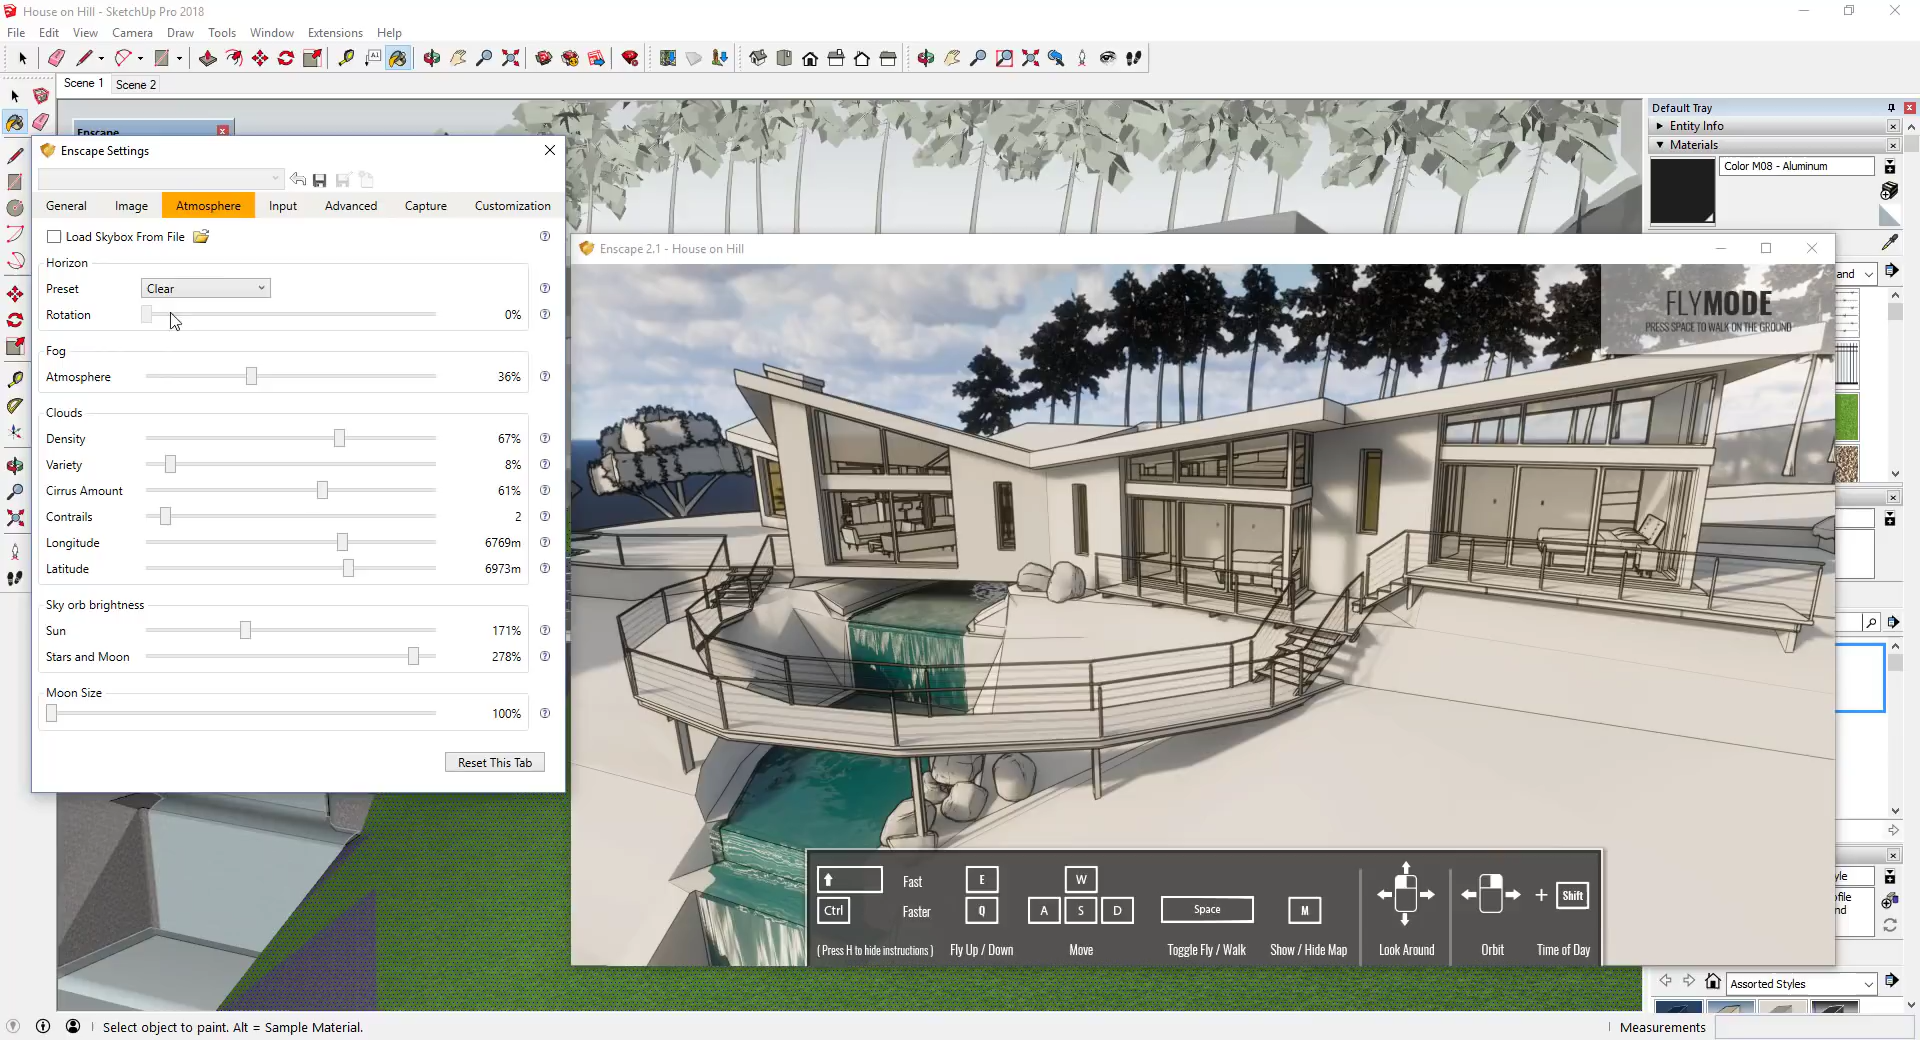 House on Hill - SketchUp Pro 2018
File Edit View Camera Draw Tools Window Extensions Help
Scene 1 Scene 2
Enscape
Enscape Settings
General Image Atmosphere Input Advanced Capture Customization
Load Skybox From File
Horizon
Preset Clear
Rotation 0%
Fog
Atmosphere 36%
Clouds
Density 67%
Variety 8%
Cirrus Amount 61%
Contrails 2
Longitude 6769m
Latitude 6973m
Sky orb brightness
Sun 171%
Stars and Moon 278%
Moon Size
100%
Reset This Tab
Enscape 2.1 - House on Hill
FLYMODE
PRESS SPACE TO WALK ON THE GROUND
Fast
Ctrl Faster
( Press H to hide instructions )
E
Q
Fly Up / Down
W
A S D
Move
Space
Toggle Fly / Walk
M
Show / Hide Map
Look Around
Orbit
+ Shift
Time of Day
Default Tray
Entity Info
Materials
Color M08 - Aluminum
and
yle
ofile
nd
Assorted Styles
Select object to paint. Alt = Sample Material.
Measurements